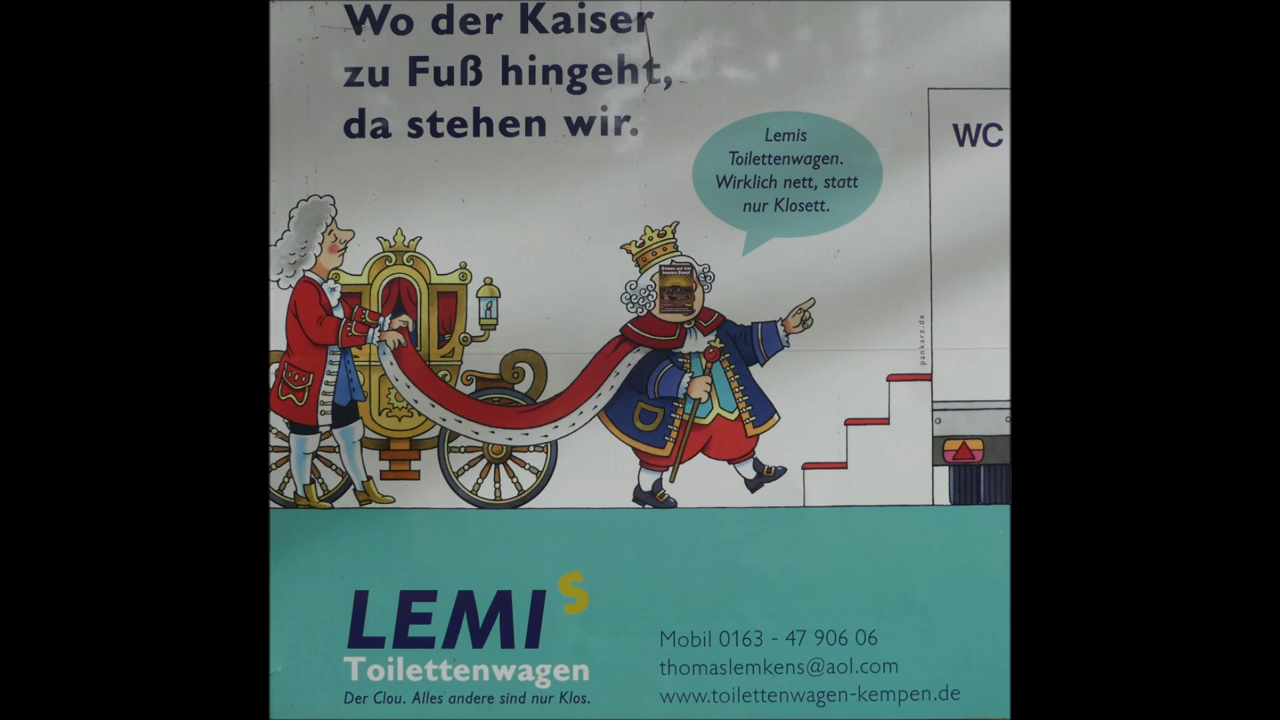 Wo der Kaiser
zu Fuß hingeht,
da stehen wir.
Lemis
Toilettenwagen.
Wirklich nett, statt
nur Klosett.
WC
pankarz.de
LEMIS
Toilettenwagen
Der Clou. Alles andere sind nur Klos.
Mobil 0163 - 47 906 06
thomaslemkens@aol.com
www.toilettenwagen-kempen.de